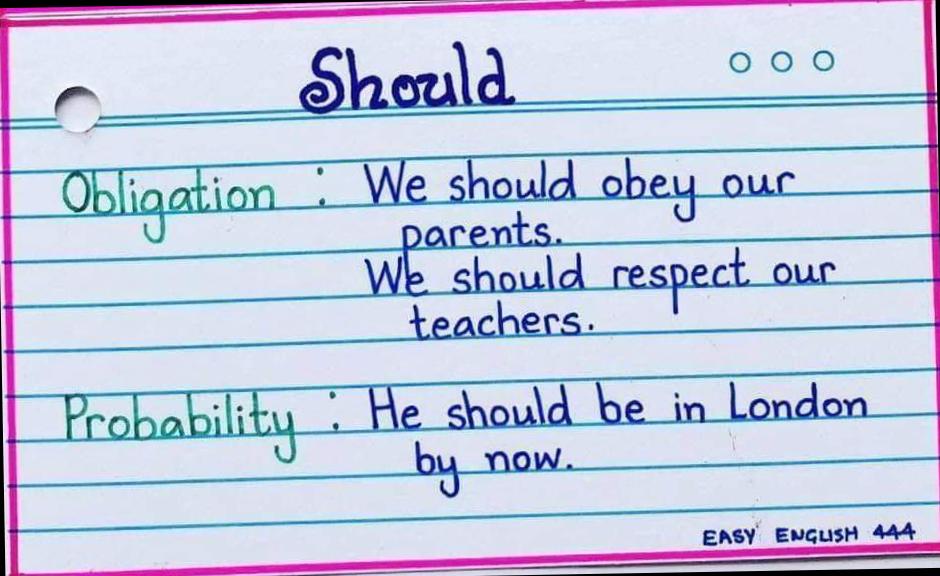 Should
Obligation : We should obey our
parents.
We should respect our
teachers.
Probability : He should be in London
by now.
EASY ENGLISH 444